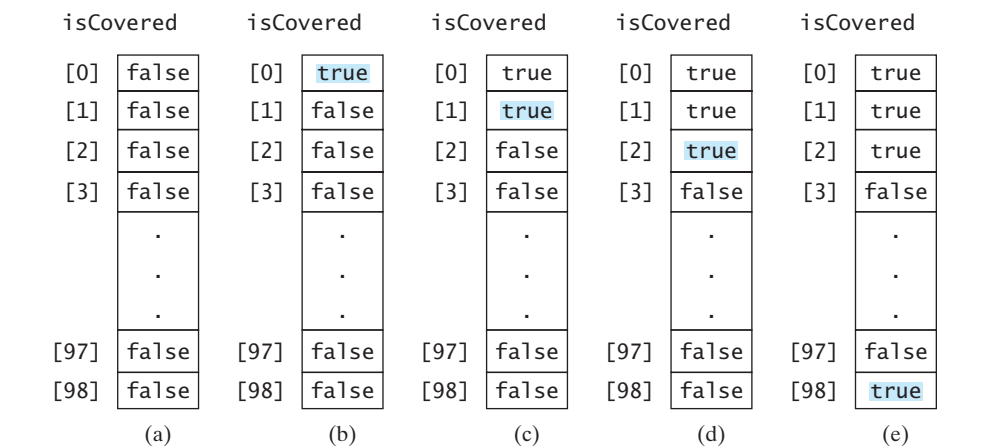 isCovered isCovered isCovered isCovered isCovered
[0] false [0] true [0] true [0] true [0] true
[1] false [1] false [1] true [1] true [1] true
[2] false [2] false [2] false [2] true [2] true
[3] false [3] false [3] false [3] false [3] false
. . . . .
. . . . .
. . . . .
[97] false [97] false [97] false [97] false [97] false
[98] false [98] false [98] false [98] false [98] true
(a) (b) (c) (d) (e)